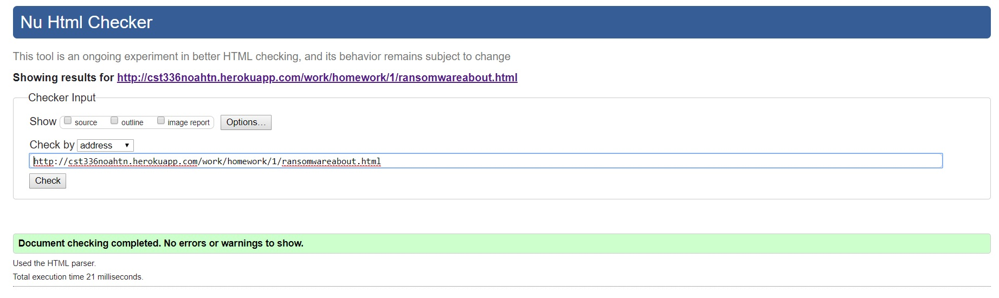 Nu Html Checker
This tool is an ongoing experiment in better HTML checking, and its behavior remains subject to change
Showing results for http://cst336noahtn.herokuapp.com/work/homework/1/ransomwareabout.html
Checker Input
Show source outline image report Options...
Check by address
http://cst336noahtn.herokuapp.com/work/homework/1/ransomwareabout.html
Check
Document checking completed. No errors or warnings to show.
Used the HTML parser.
Total execution time 21 milliseconds.